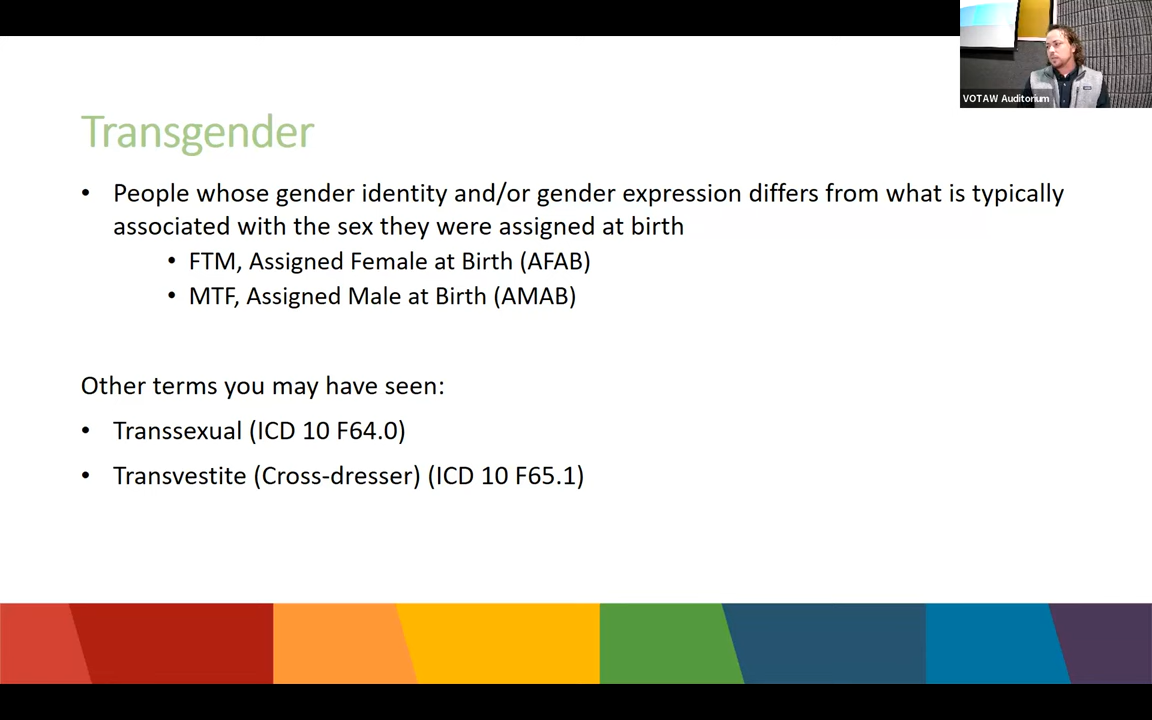 VOTAW Auditorium
Transgender
• People whose gender identity and/or gender expression differs from what is typically
associated with the sex they were assigned at birth
• FTM, Assigned Female at Birth (AFAB)
• MTF, Assigned Male at Birth (AMAB)
Other terms you may have seen:
• Transsexual (ICD 10 F64.0)
• Transvestite (Cross-dresser) (ICD 10 F65.1)